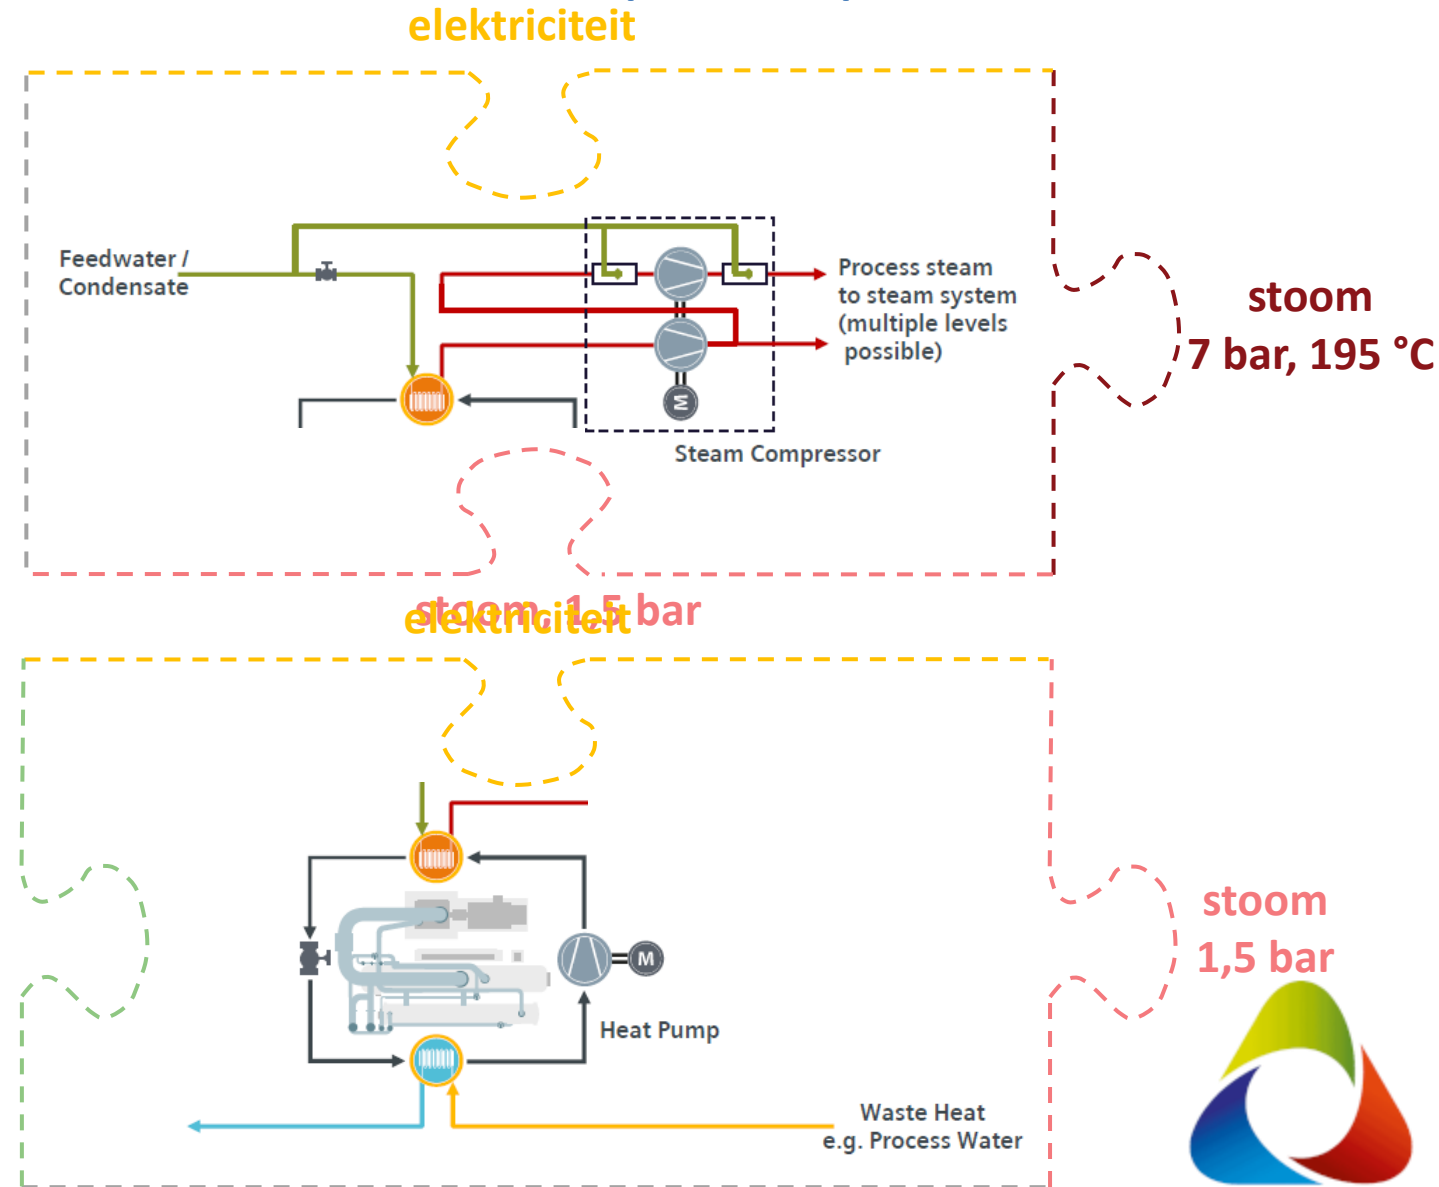 elektriciteit
Feedwater /
Condensate
Process steam
to steam system
(multiple levels
possible)
stoom
7 bar, 195 °C
M
Steam Compressor
stoom, 1,5 bar
elektriciteit
stoom
1,5 bar
M
Heat Pump
Waste Heat
e.g. Process Water